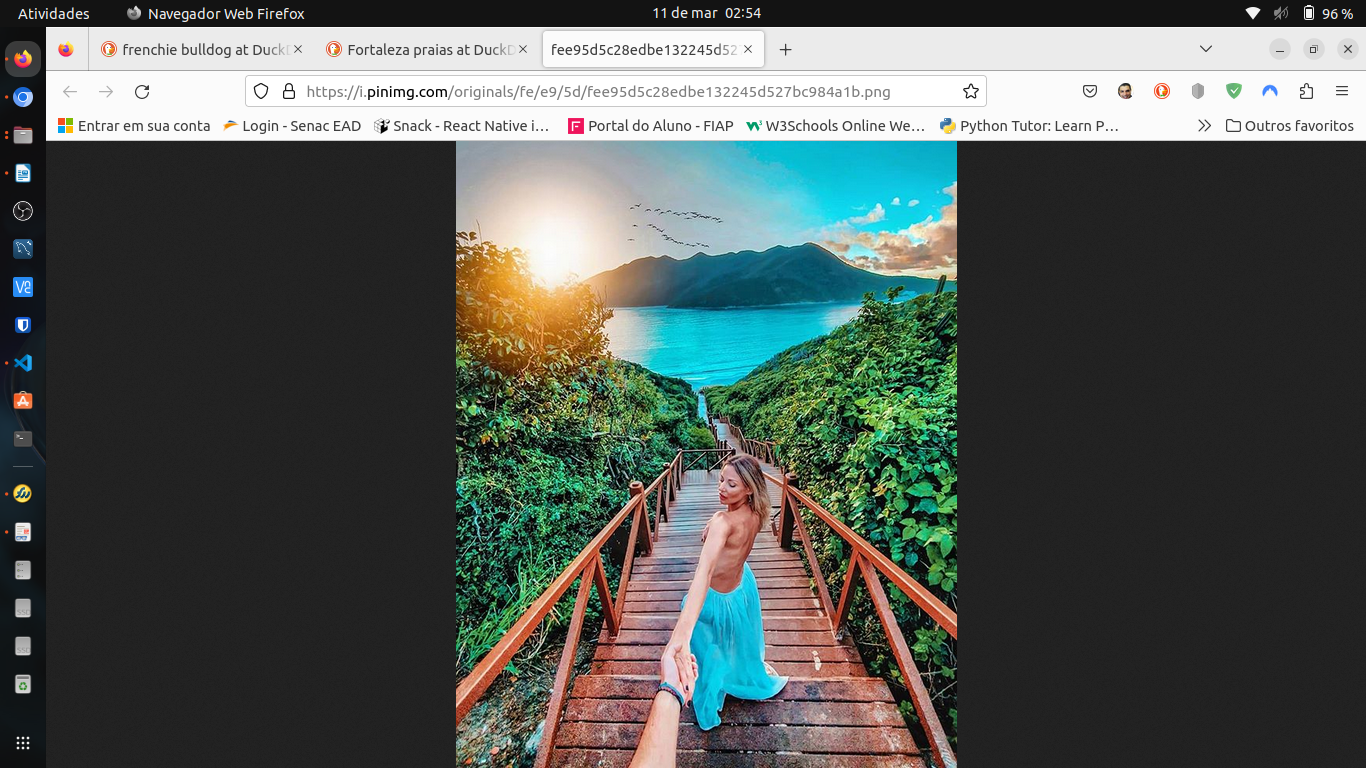 Atividades
Navegador Web Firefox
11 de mar 02:54
96 %
frenchie bulldog at DuckD
Fortaleza praias at DuckD
fee95d5c28edbe132245d527
https://i.pinimg.com/originals/fe/e9/5d/fee95d5c28edbe132245d527bc984a1b.png
Entrar em sua conta
Login - Senac EAD
Snack - React Native i…
Portal do Aluno - FIAP
W3Schools Online We…
Python Tutor: Learn P…
Outros favoritos